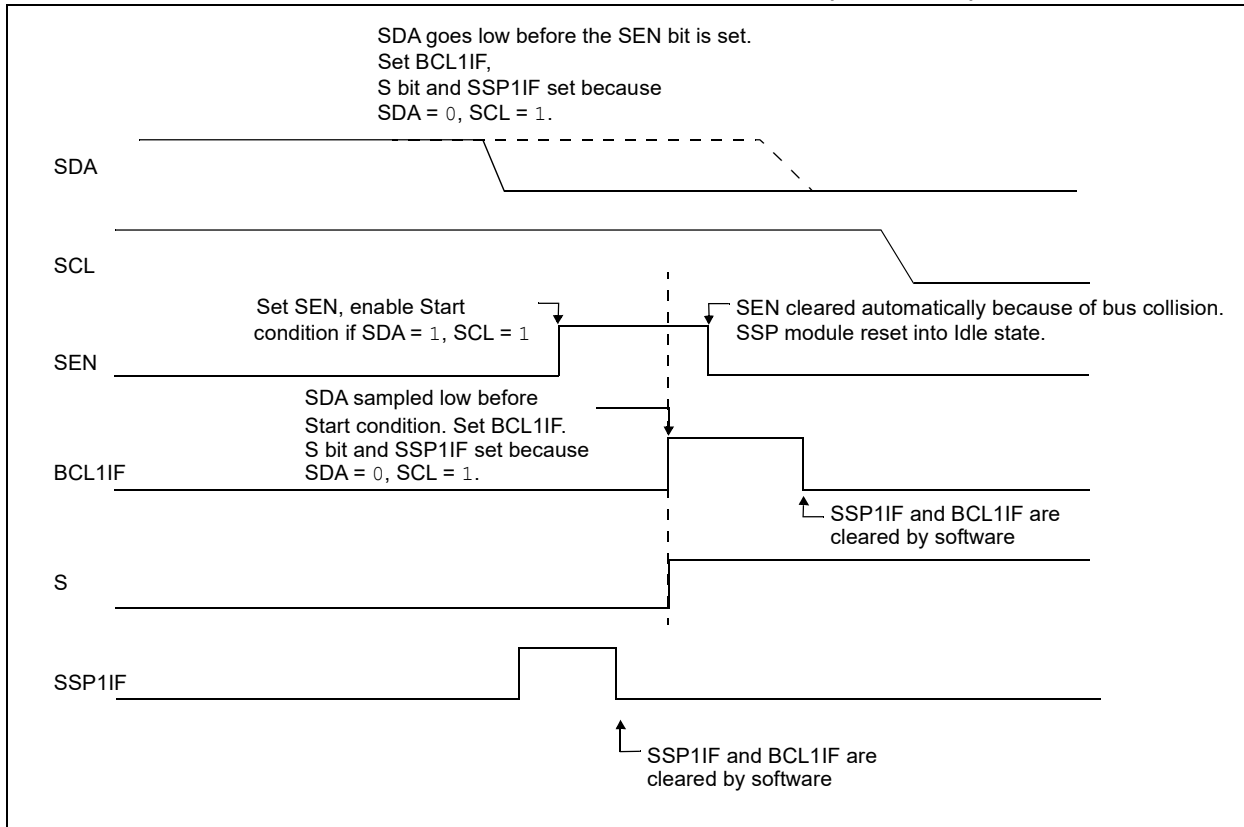 SDA goes low before the SEN bit is set.
Set BCL1IF,
S bit and SSP1IF set because
SDA = 0, SCL = 1.
SDA
SCL
Set SEN, enable Start
condition if SDA = 1, SCL = 1
SEN cleared automatically because of bus collision.
SSP module reset into Idle state.
SEN
SDA sampled low before
Start condition. Set BCL1IF.
S bit and SSP1IF set because
SDA = 0, SCL = 1.
BCL1IF
SSP1IF and BCL1IF are
cleared by software
S
SSP1IF
SSP1IF and BCL1IF are
cleared by software